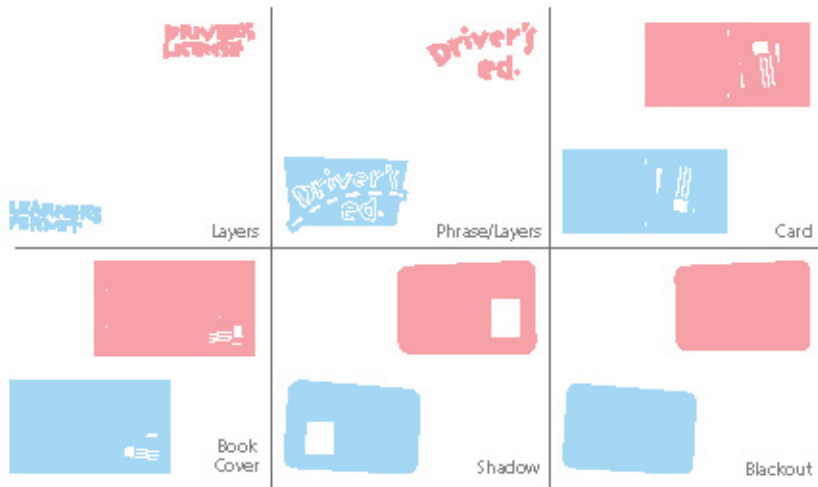 DRIVER'S
LICENSE
Driver's
ed.
LEARNER'S
PERMIT
Driver's
ed.
Layers
Phrase/Layers
Card
Book
Cover
Shadow
Blackout